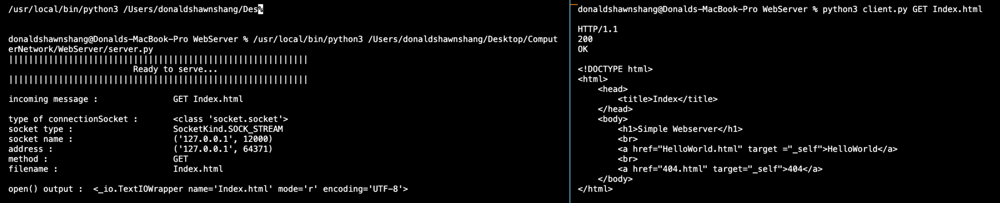 /usr/local/bin/python3 /Users/donaldshawnshang/Des%
donaldshawnshang@Donalds-MacBook-Pro WebServer % /usr/local/bin/python3 /Users/donaldshawnshang/Desktop/Comput
erNetwork/WebServer/server.py
||||||||||||||||||||||||||||||||||||||||||||||||||||||||||||
Ready to serve...
||||||||||||||||||||||||||||||||||||||||||||||||||||||||||||
incoming message : GET Index.html
type of connectionSocket : <class 'socket.socket'>
socket type : SocketKind.SOCK_STREAM
socket name : ('127.0.0.1', 12000)
address : ('127.0.0.1', 64371)
method : GET
filename : Index.html
open() output : <_io.TextIOWrapper name='Index.html' mode='r' encoding='UTF-8'>
donaldshawnshang@Donalds-MacBook-Pro WebServer % python3 client.py GET Index.html
HTTP/1.1
200
OK
<!DOCTYPE html>
<html>
<head>
<title>Index</title>
</head>
<body>
<h1>Simple Webserver</h1>
<br>
<a href="HelloWorld.html" target ="_self">HelloWorld</a>
<br>
<a href="404.html" target="_self">404</a>
</body>
</html>